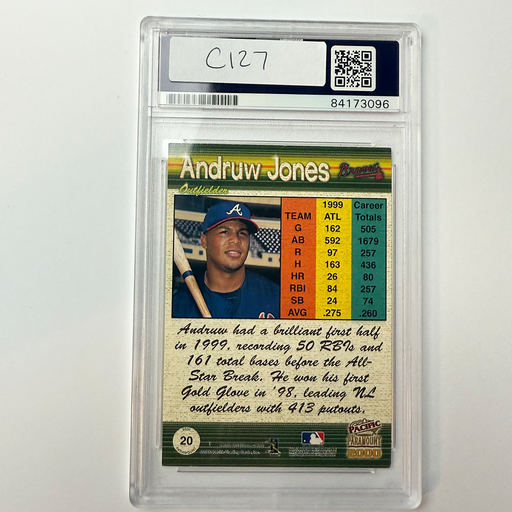 C127
84173096
Andruw Jones
Braves
Outfielder
A
1999 Career
TEAM ATL Totals
G 162 505
AB 592 1679
R 97 257
H 163 436
HR 26 80
RBI 84 257
SB 24 74
AVG .275 .260
Andruw had a brilliant first half
in 1999, recording 50 RBIs and
161 total bases before the All-
Star Break. He won his first
Gold Glove in '98, leading NL
outfielders with 413 putouts.
20
PACIFIC
PARAMOUNT
2000